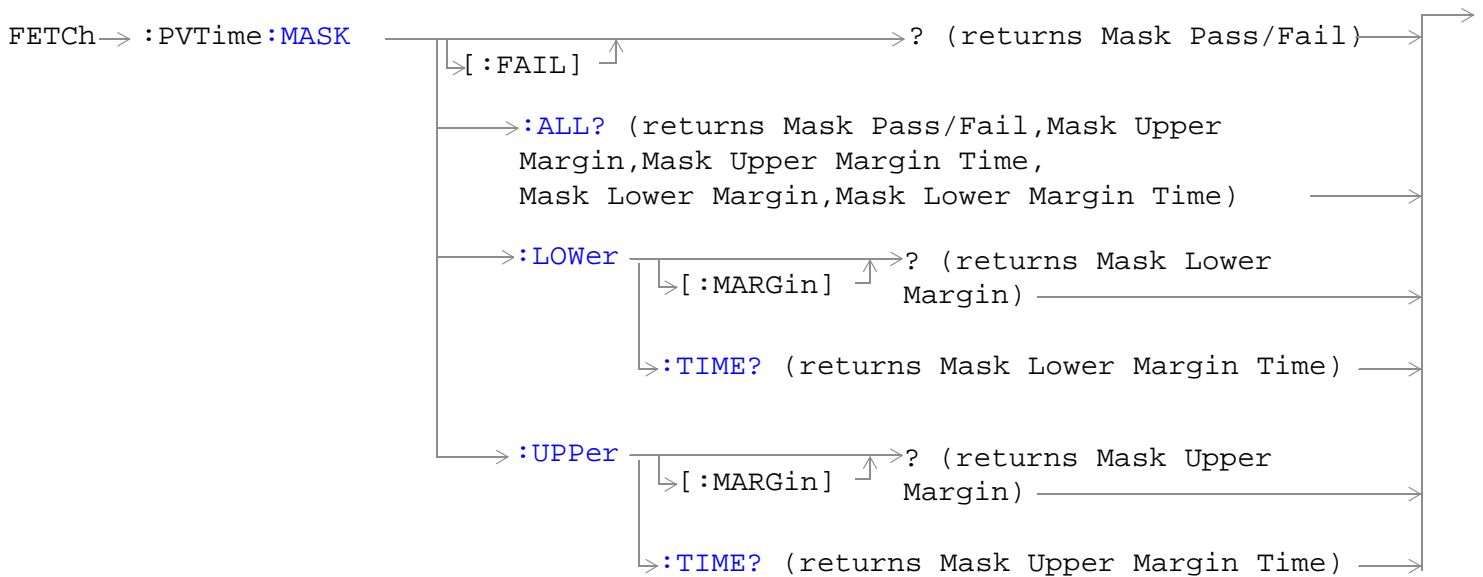 FETCh :PVTime:MASK ? (returns Mask Pass/Fail)
[:FAIL]
:ALL? (returns Mask Pass/Fail,Mask Upper
Margin,Mask Upper Margin Time,
Mask Lower Margin,Mask Lower Margin Time)
:LOWer ? (returns Mask Lower
[:MARGin] Margin)
:TIME? (returns Mask Lower Margin Time)
:UPPer ? (returns Mask Upper
[:MARGin] Margin)
:TIME? (returns Mask Upper Margin Time)